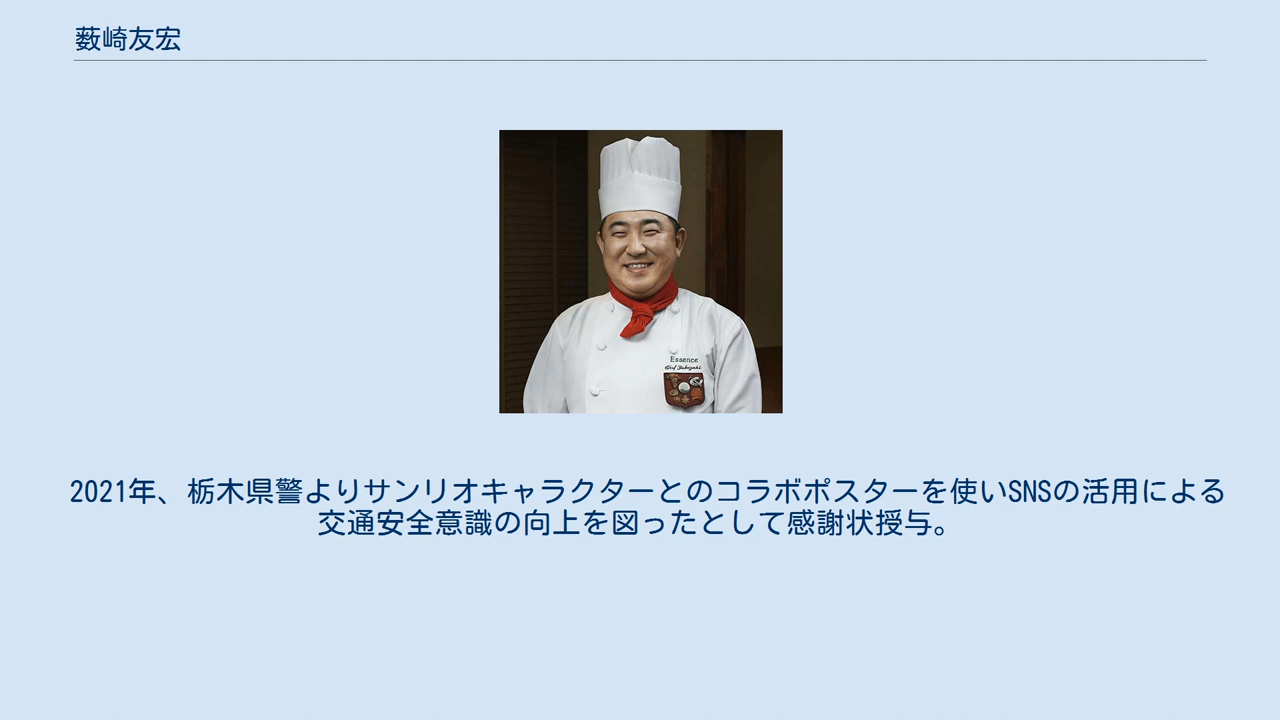 薮崎友宏
Essence
Chef Yabuzaki
2021年、栃木県警よりサンリオキャラクターとのコラボポスターを使いSNSの活用による
交通安全意識の向上を図ったとして感謝状授与。